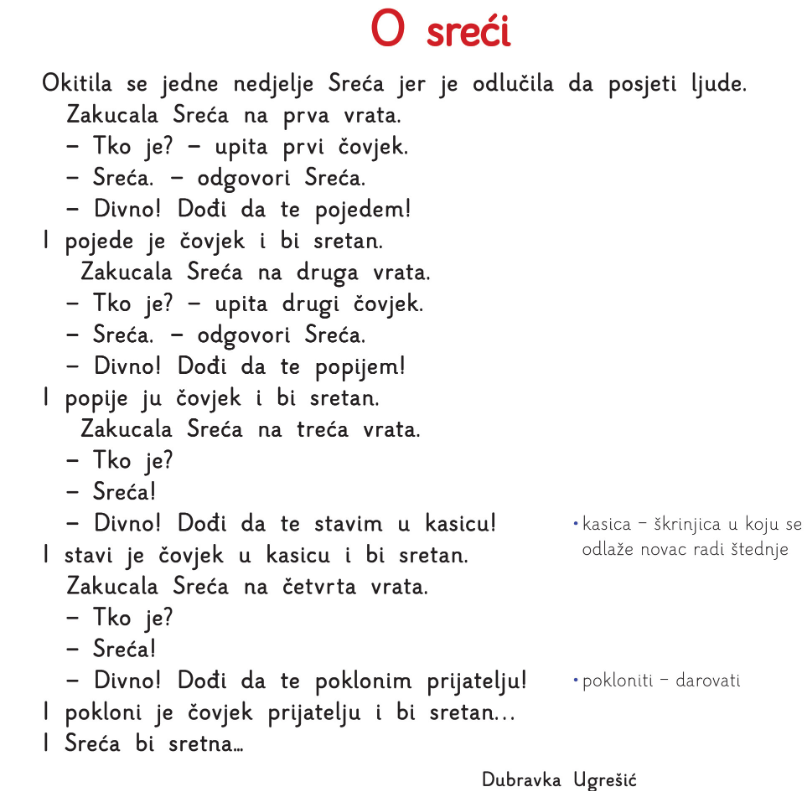 O sreći
Okitila se jedne nedjelje Sreća jer je odlučila da posjeti ljude.
Zakucala Sreća na prva vrata.
– Tko je? – upita prvi čovjek.
– Sreća. – odgovori Sreća.
– Divno! Dođi da te pojedem!
I pojede je čovjek i bi sretan.
Zakucala Sreća na druga vrata.
– Tko je? – upita drugi čovjek.
– Sreća. – odgovori Sreća.
– Divno! Dođi da te popijem!
I popije ju čovjek i bi sretan.
Zakucala Sreća na treća vrata.
– Tko je?
– Sreća!
– Divno! Dođi da te stavim u kasicu!
• kasica – škrinjica u koju se
odlaže novac radi štednje
I stavi je čovjek u kasicu i bi sretan.
Zakucala Sreća na četvrta vrata.
– Tko je?
– Sreća!
– Divno! Dođi da te poklonim prijatelju!
• pokloniti – darovati
I pokloni je čovjek prijatelju i bi sretan...
I Sreća bi sretna...
Dubravka Ugrešić